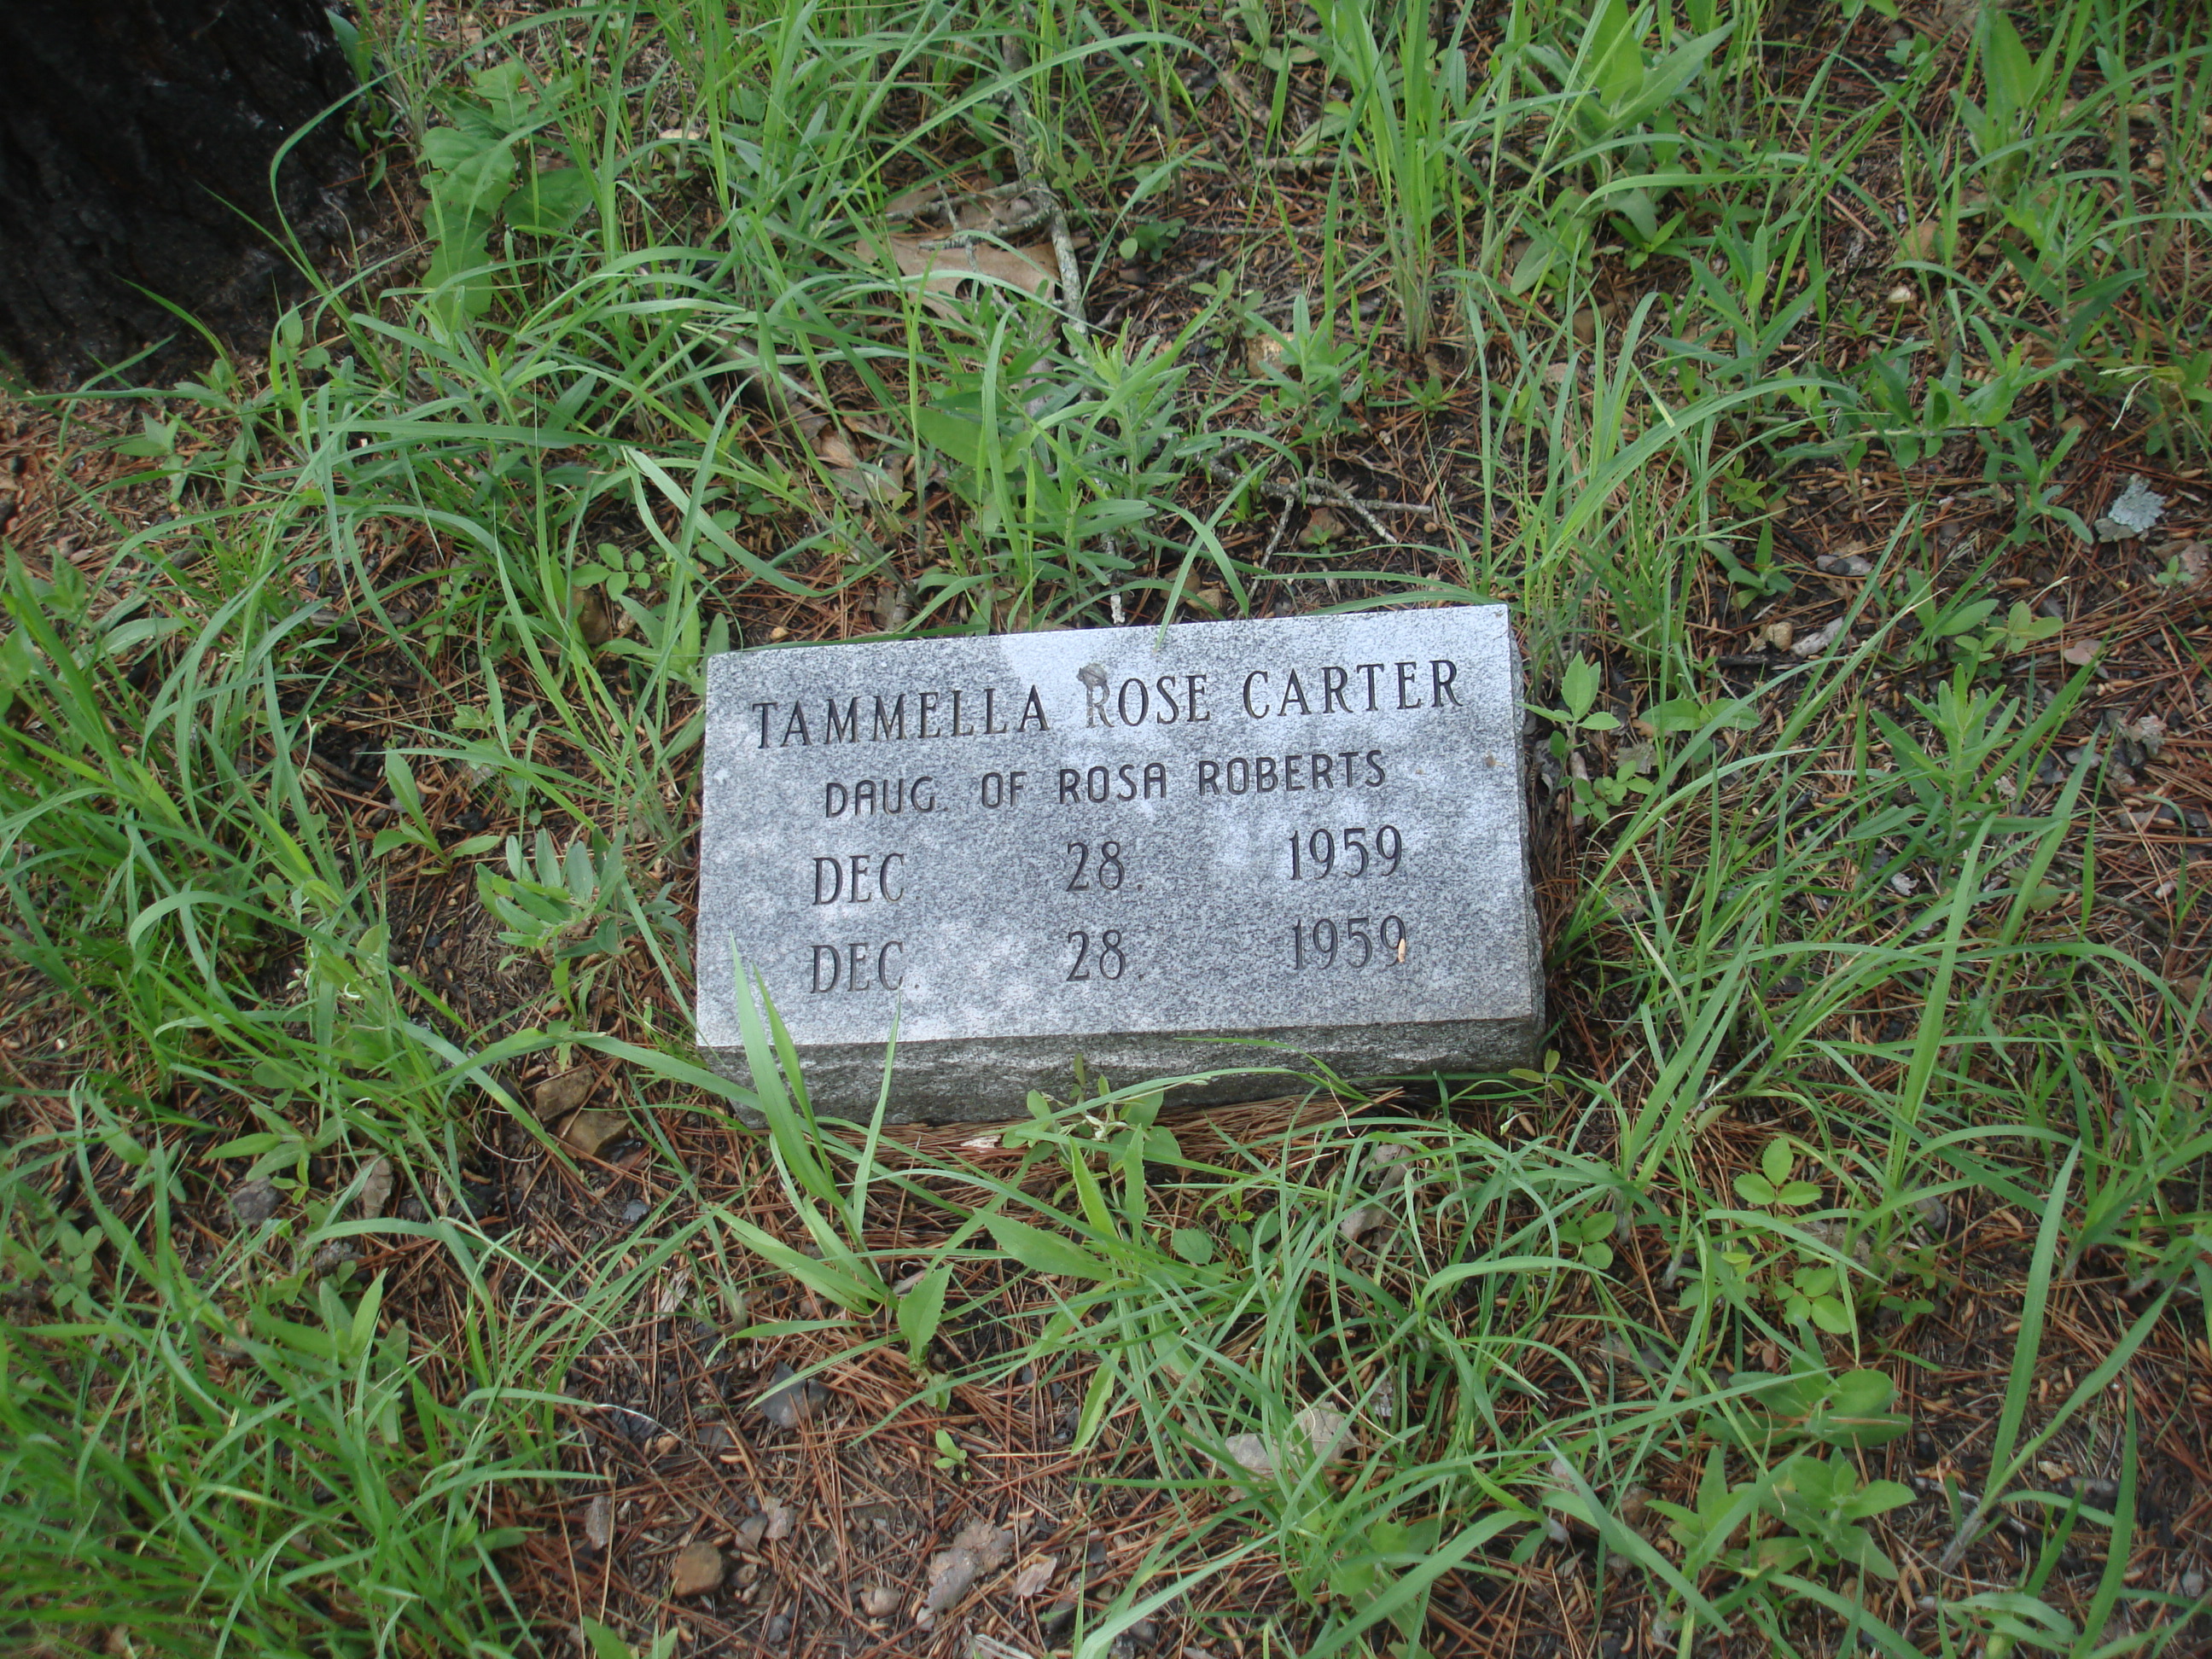 TAMMELLA ROSE CARTER
DAUG. OF ROSA ROBERTS
DEC 28. 1959
DEC. 28. 1959